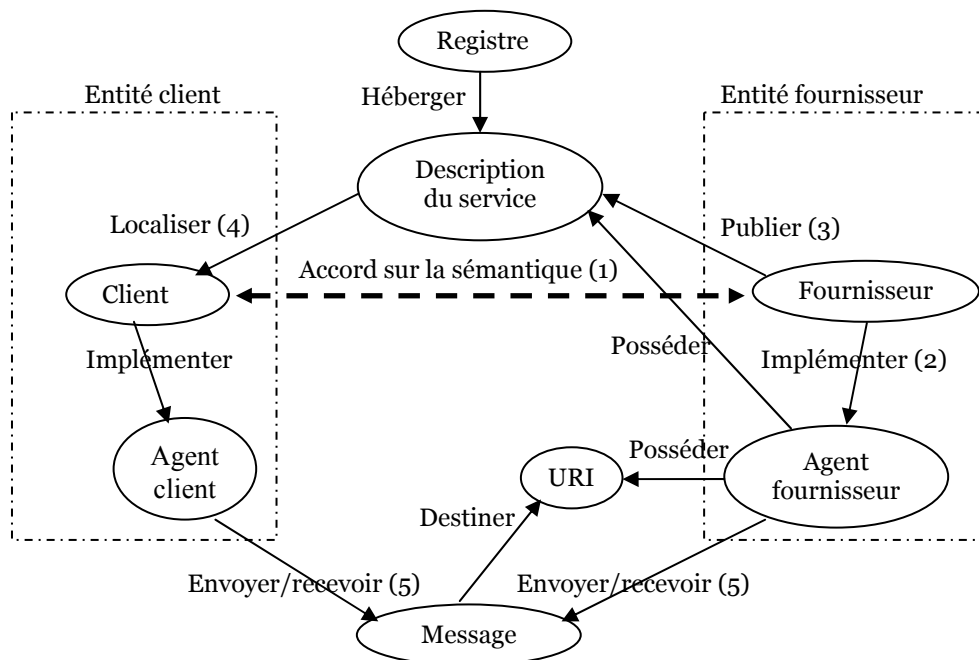 Registre
Entité client
Héberger
Entité fournisseur
Description
du service
Localiser (4)
Publier (3)
Accord sur la sémantique (1)
Client
Fournisseur
Implémenter
Posséder
Implémenter (2)
Agent
client
URI
Posséder
Agent
fournisseur
Destiner
Envoyer/recevoir (5)
Envoyer/recevoir (5)
Message